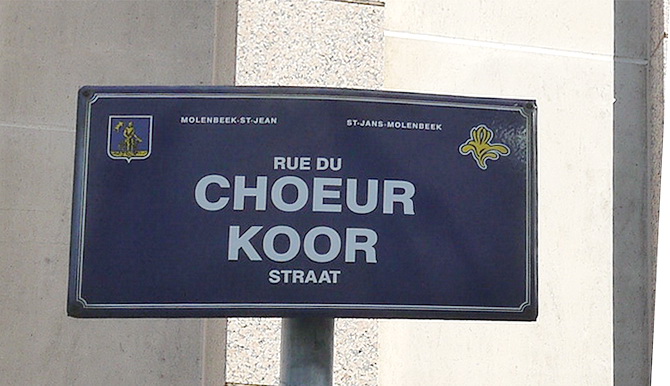 MOLENBEEK-ST-JEAN ST-JANS-MOLENBEEK
RUE DU
CHOEUR
KOOR
STRAAT